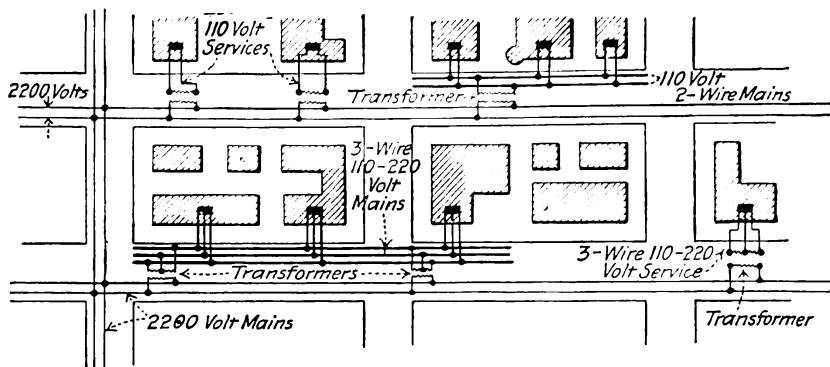 110 Volt
Services
2200 Volts
Transformer
110 Volt
2-Wire Mains
3-Wire
110-220
Volt
Mains
Transformers
3-Wire 110-220
Volt Service
2200 Volt Mains
Transformer